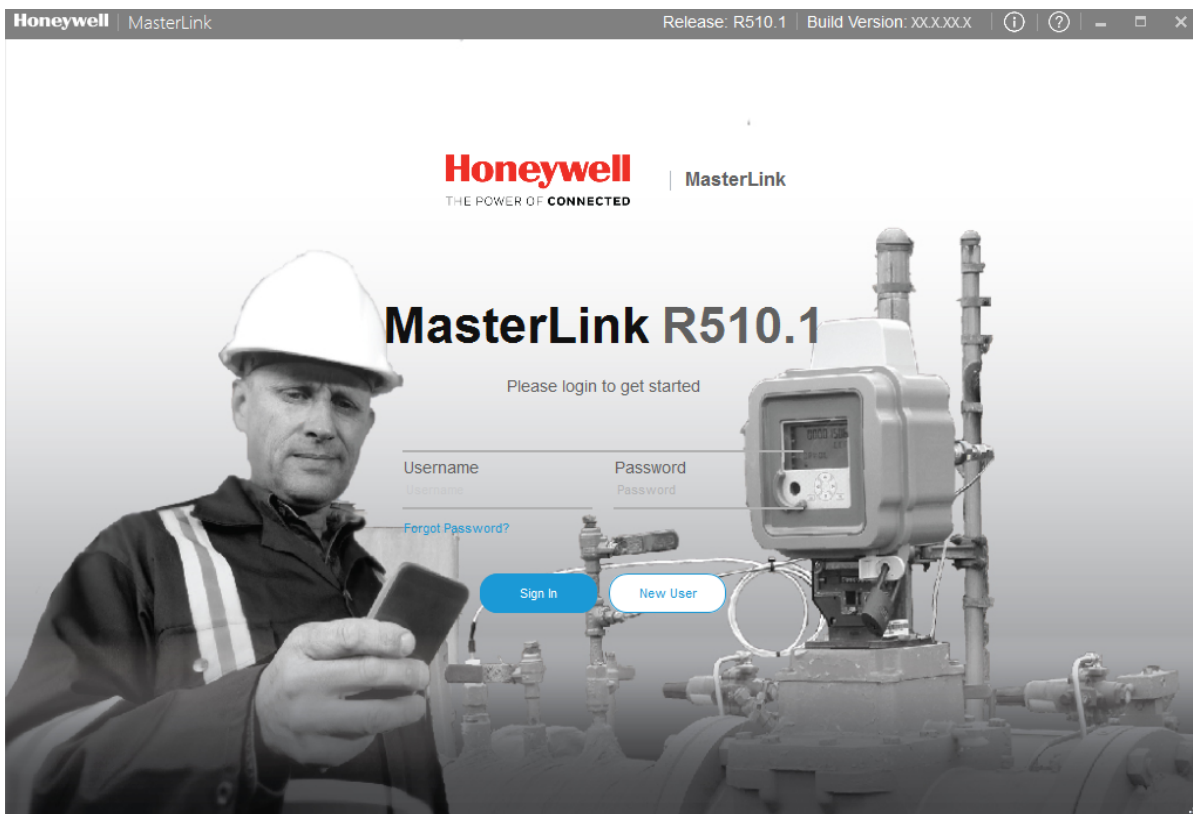 Honeywell | MasterLink
Release: R510.1 | Build Version: XX.X.XX.X
Honeywell | MasterLink
THE POWER OF CONNECTED
MasterLink R510.1
Please login to get started
Username Password
Username Password
Forgot Password?
Sign In New User